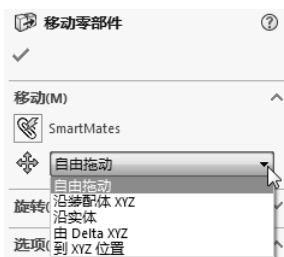 移动零部件
移动(M)
SmartMates
自由拖动
自由拖动
沿装配体 XYZ
旋转(
沿实体
由 Delta XYZ
选项(
到 XYZ 位置